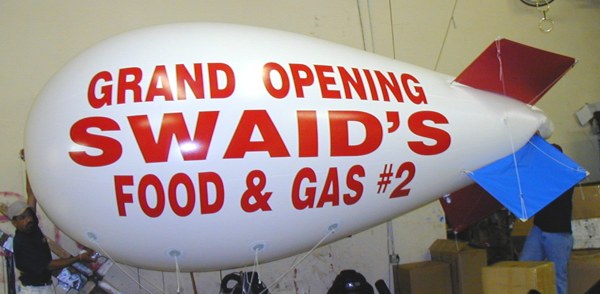 GRAND OPENING
SWAID'S
FOOD & GAS #2